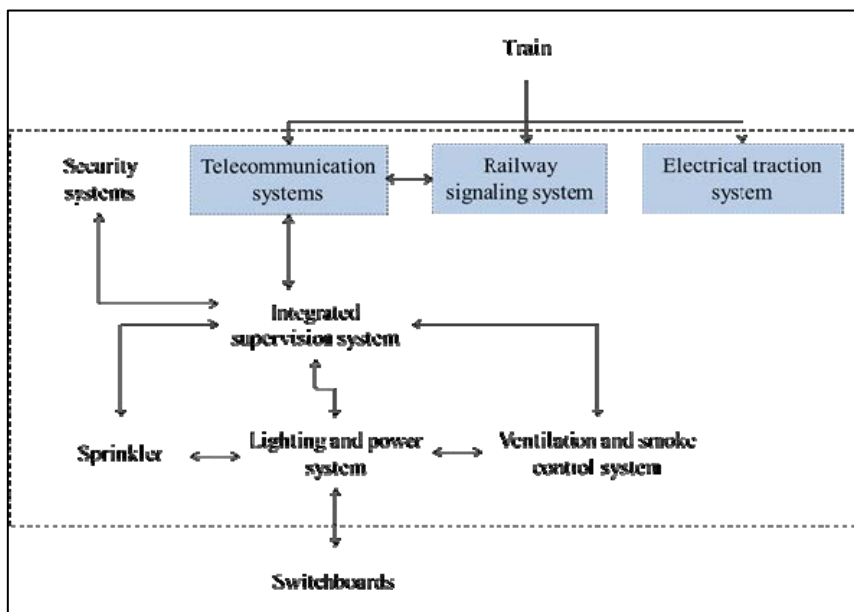 Train
Security
systems
Telecommunication
systems
Railway
signaling system
Electrical traction
system
Integrated
supervision system
Sprinkler
Lighting and power
system
Ventilation and smoke
control system
Switchboards